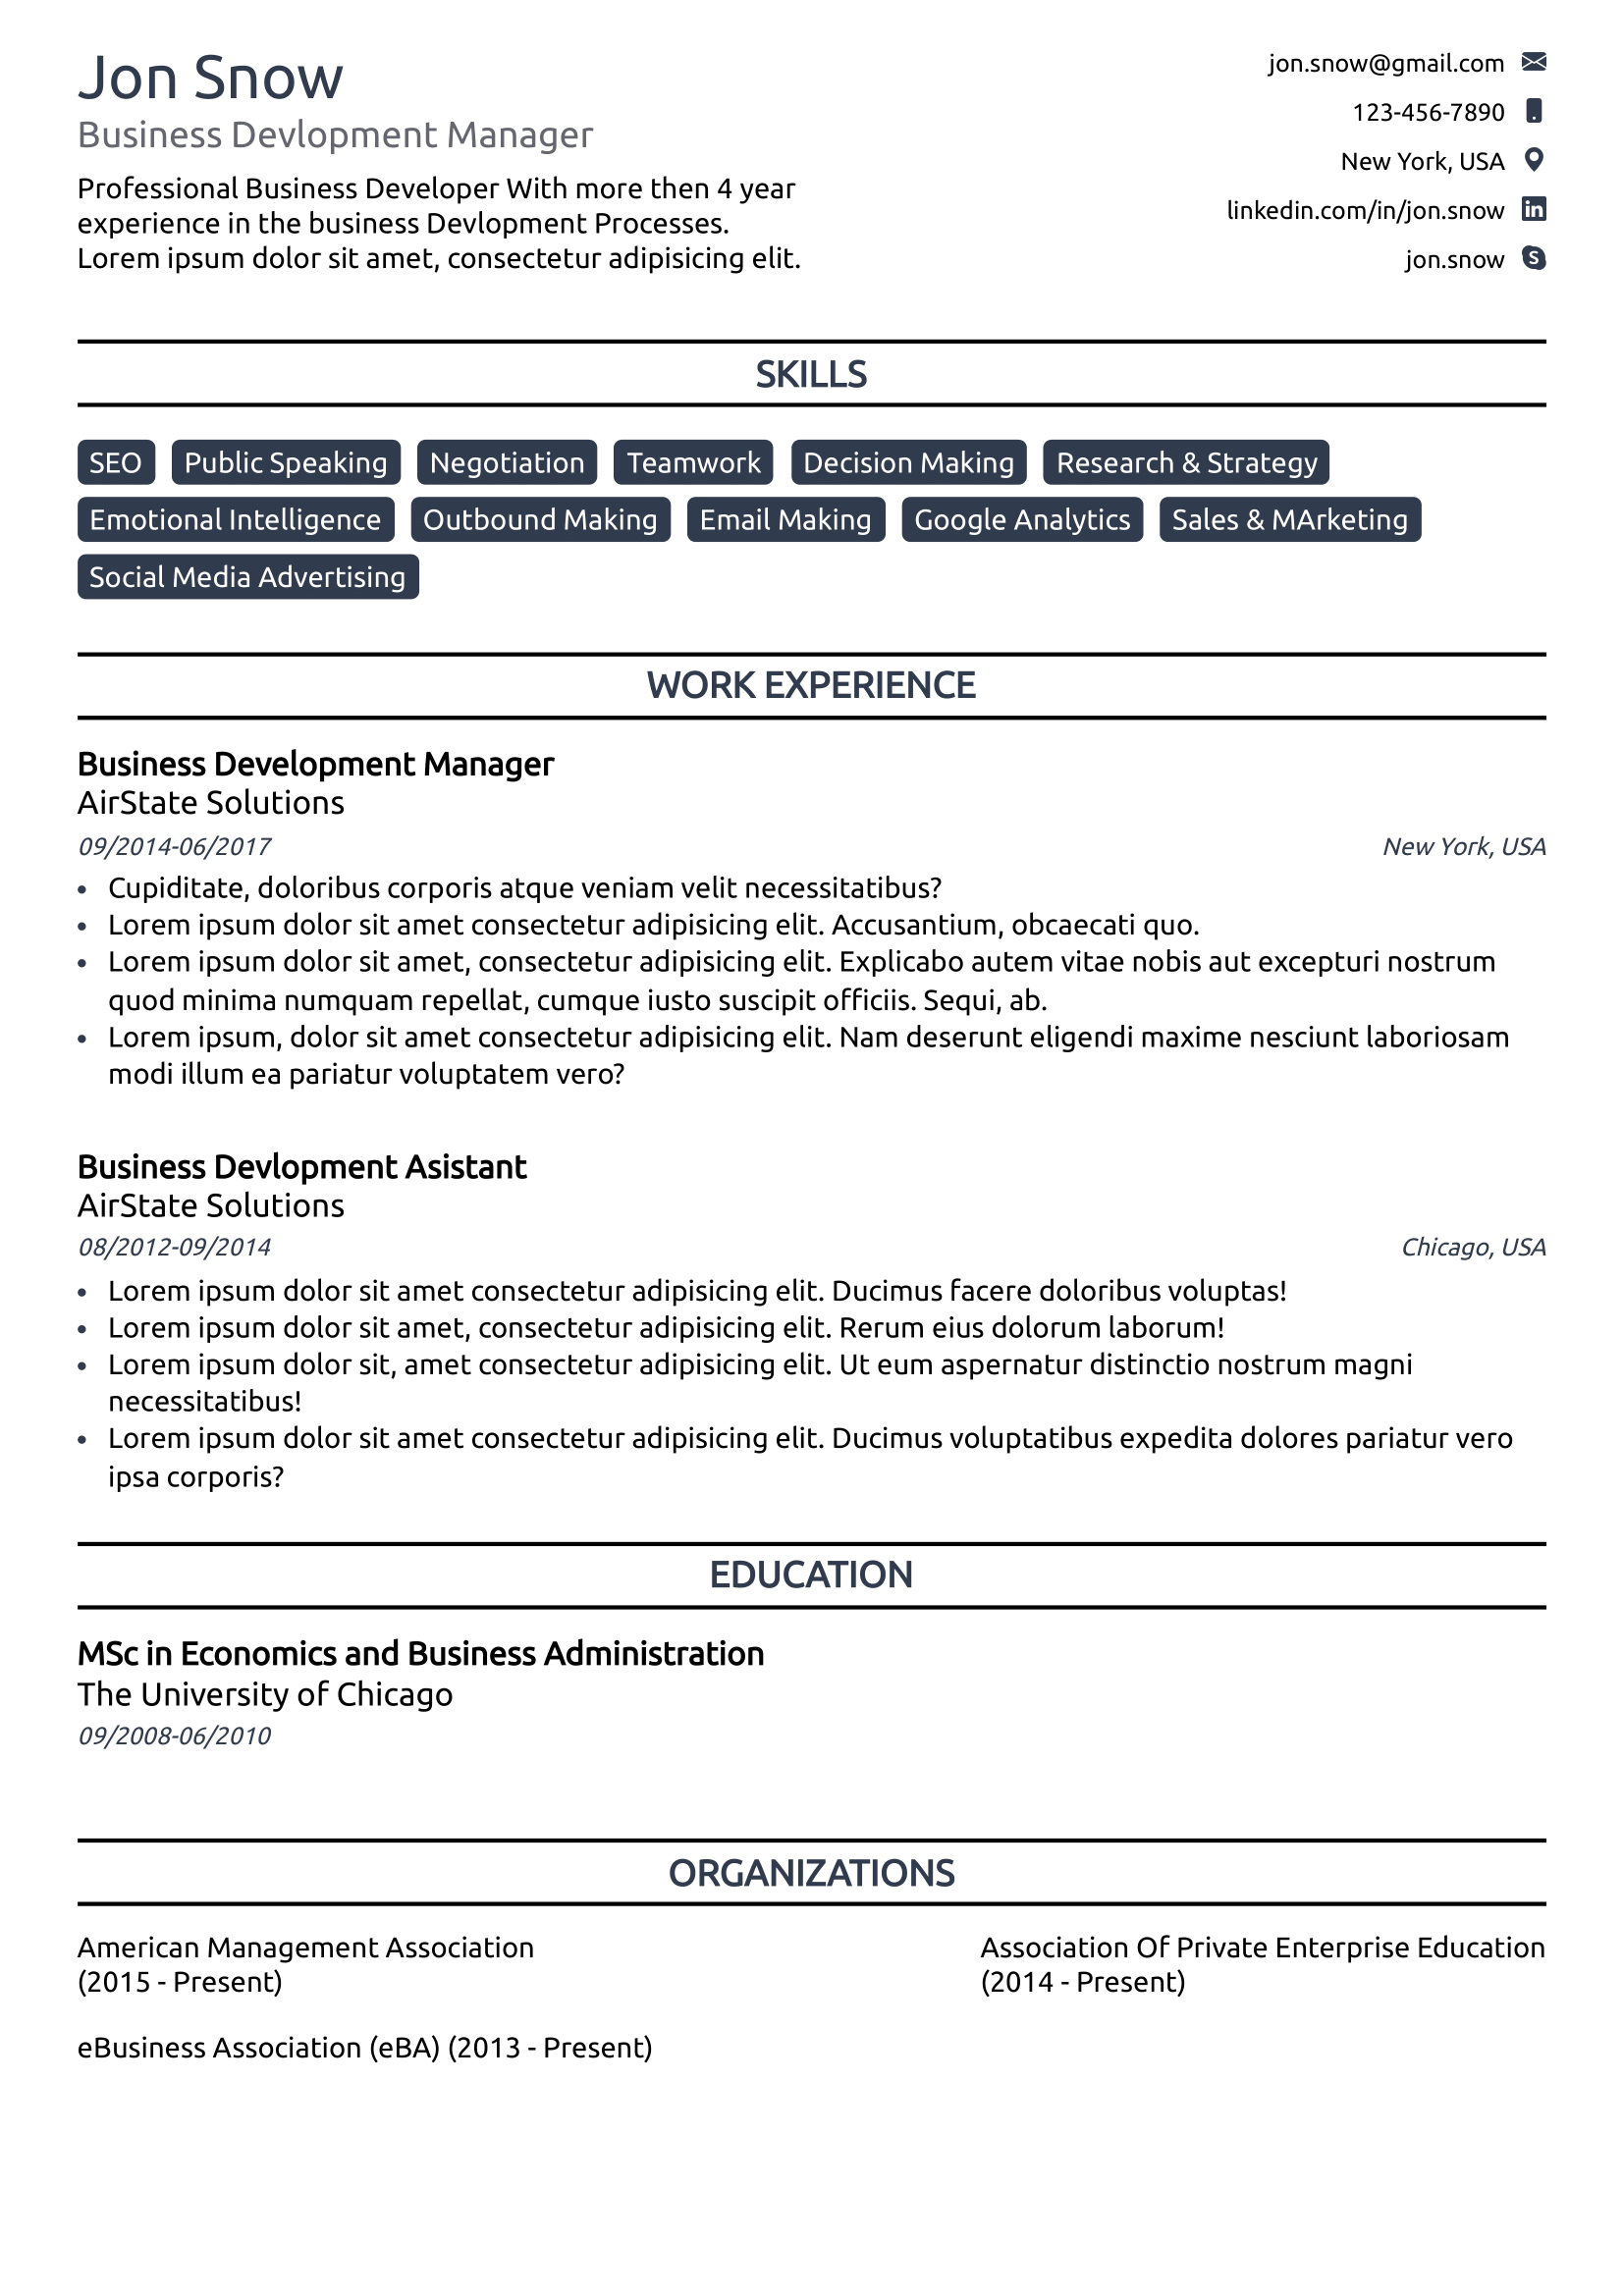 Jon Snow
Business Devlopment Manager
Professional Business Developer With more then 4 year
experience in the business Devlopment Processes.
Lorem ipsum dolor sit amet, consectetur adipisicing elit.
jon.snow@gmail.com
123-456-7890
New York, USA
linkedin.com/in/jon.snow
jon.snow
SKILLS
SEO Public Speaking Negotiation Teamwork Decision Making Research & Strategy
Emotional Intelligence Outbound Making Email Making Google Analytics Sales & MArketing
Social Media Advertising
WORK EXPERIENCE
Business Development Manager
AirState Solutions
09/2014-06/2017 New York, USA
• Cupiditate, doloribus corporis atque veniam velit necessitatibus?
• Lorem ipsum dolor sit amet consectetur adipisicing elit. Accusantium, obcaecati quo.
• Lorem ipsum dolor sit amet, consectetur adipisicing elit. Explicabo autem vitae nobis aut excepturi nostrum
quod minima numquam repellat, cumque iusto suscipit officiis. Sequi, ab.
• Lorem ipsum, dolor sit amet consectetur adipisicing elit. Nam deserunt eligendi maxime nesciunt laboriosam
modi illum ea pariatur voluptatem vero?
Business Devlopment Asistant
AirState Solutions
08/2012-09/2014 Chicago, USA
• Lorem ipsum dolor sit amet consectetur adipisicing elit. Ducimus facere doloribus voluptas!
• Lorem ipsum dolor sit amet, consectetur adipisicing elit. Rerum eius dolorum laborum!
• Lorem ipsum dolor sit, amet consectetur adipisicing elit. Ut eum aspernatur distinctio nostrum magni
necessitatibus!
• Lorem ipsum dolor sit amet consectetur adipisicing elit. Ducimus voluptatibus expedita dolores pariatur vero
ipsa corporis?
EDUCATION
MSc in Economics and Business Administration
The University of Chicago
09/2008-06/2010
ORGANIZATIONS
American Management Association
(2015 - Present)
Association Of Private Enterprise Education
(2014 - Present)
eBusiness Association (eBA) (2013 - Present)